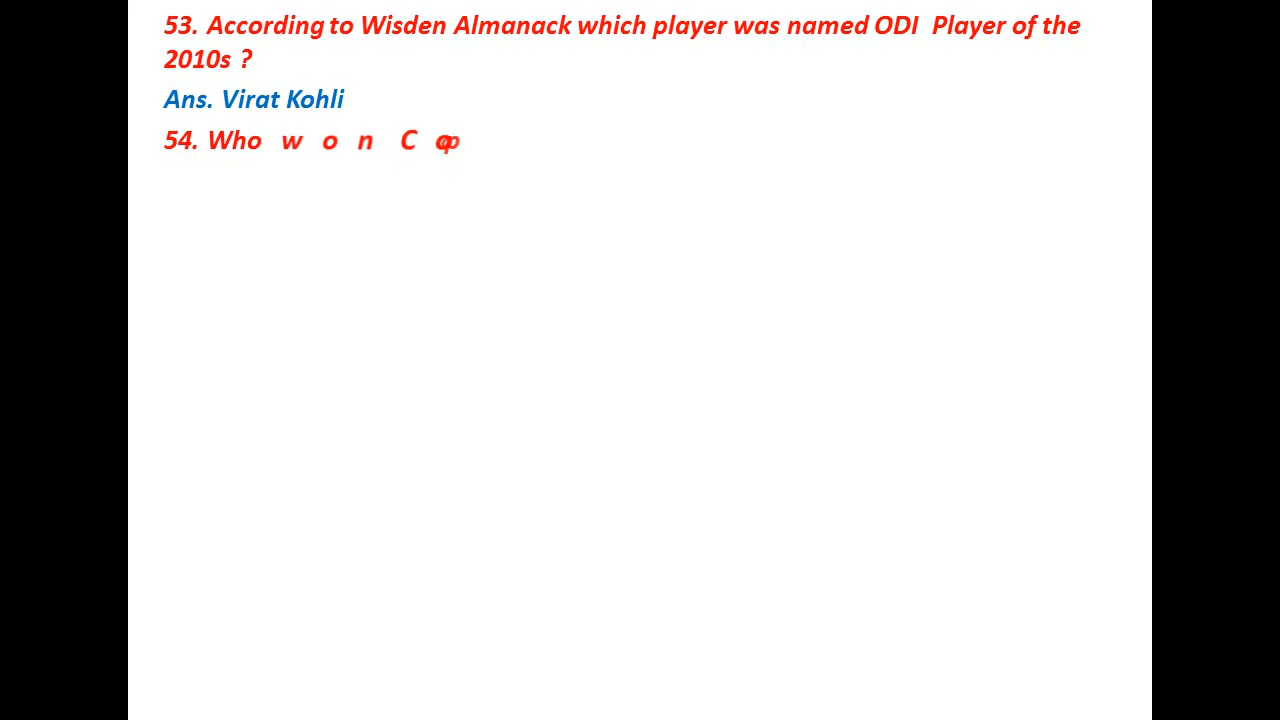 53. According to Wisden Almanack which player was named ODI Player of the
2010s ?
Ans. Virat Kohli
54. Who won